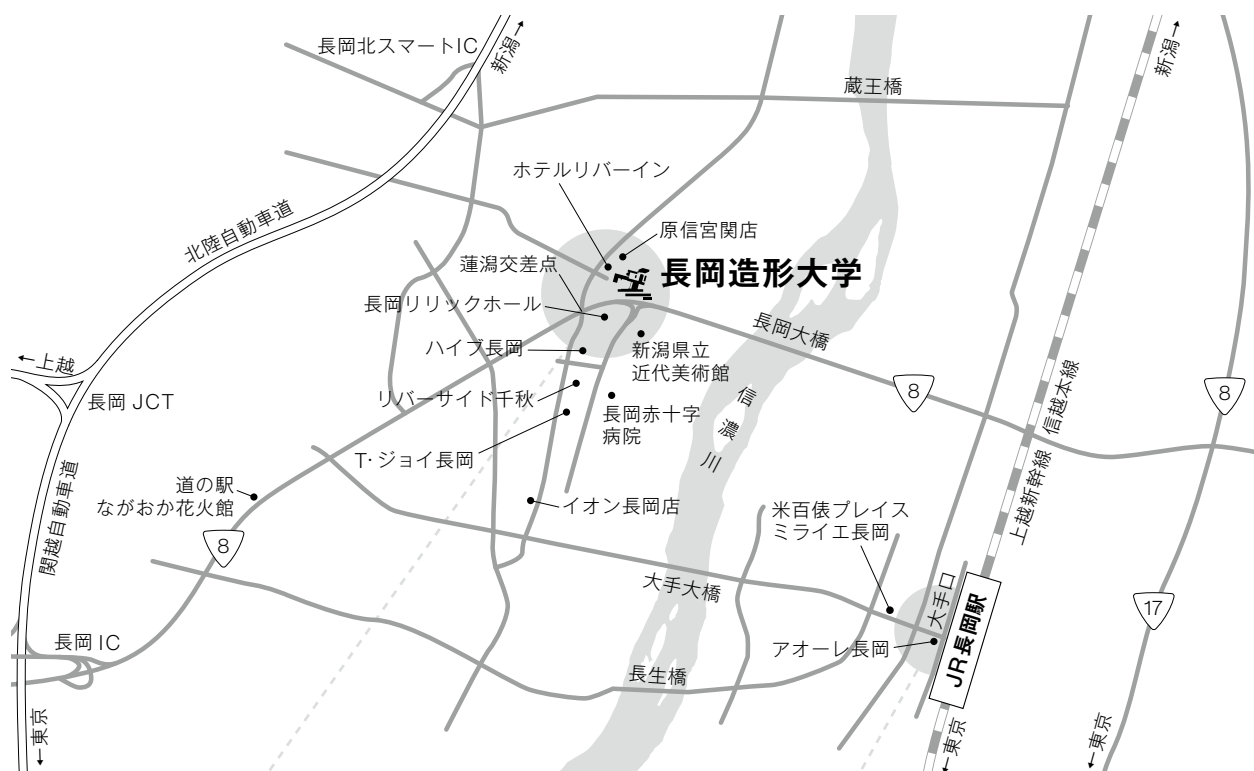 長岡北スマートIC
新潟→
新潟→
蔵王橋
ホテルリバーイン
原信宮関店
北陸自動車道
蓮潟交差点
長岡造形大学
長岡リリックホール
長岡大橋
ハイブ長岡
新潟県立
近代美術館
←上越
長岡 JCT
リバーサイド千秋
長岡赤十字
病院
信濃川
8
8
信越本線
上越新幹線
T・ジョイ長岡
道の駅
ながおか花火館
関越自動車道
イオン長岡店
米百俵プレイス
ミライエ長岡
8
大手大橋
大手口
17
JR長岡駅
長岡 IC
アオーレ長岡
長生橋
←東京
←東京
←東京